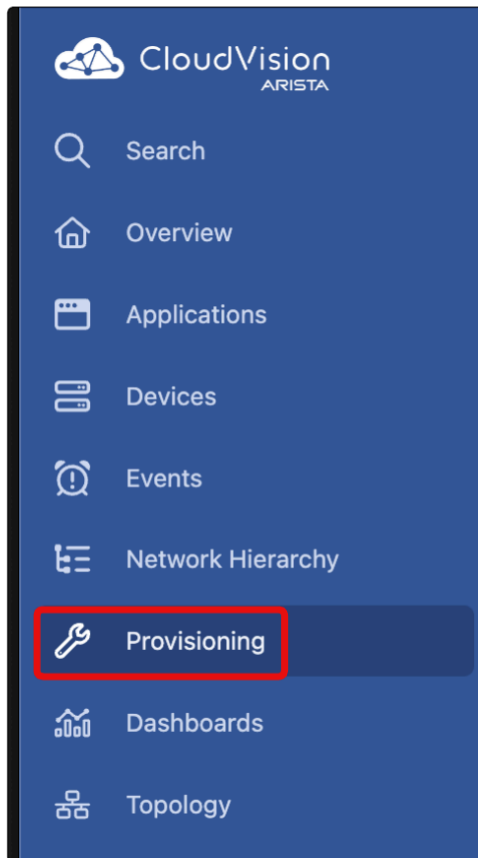 CloudVision
ARISTA
Search
Overview
Applications
Devices
Events
Network Hierarchy
Provisioning
Dashboards
Topology